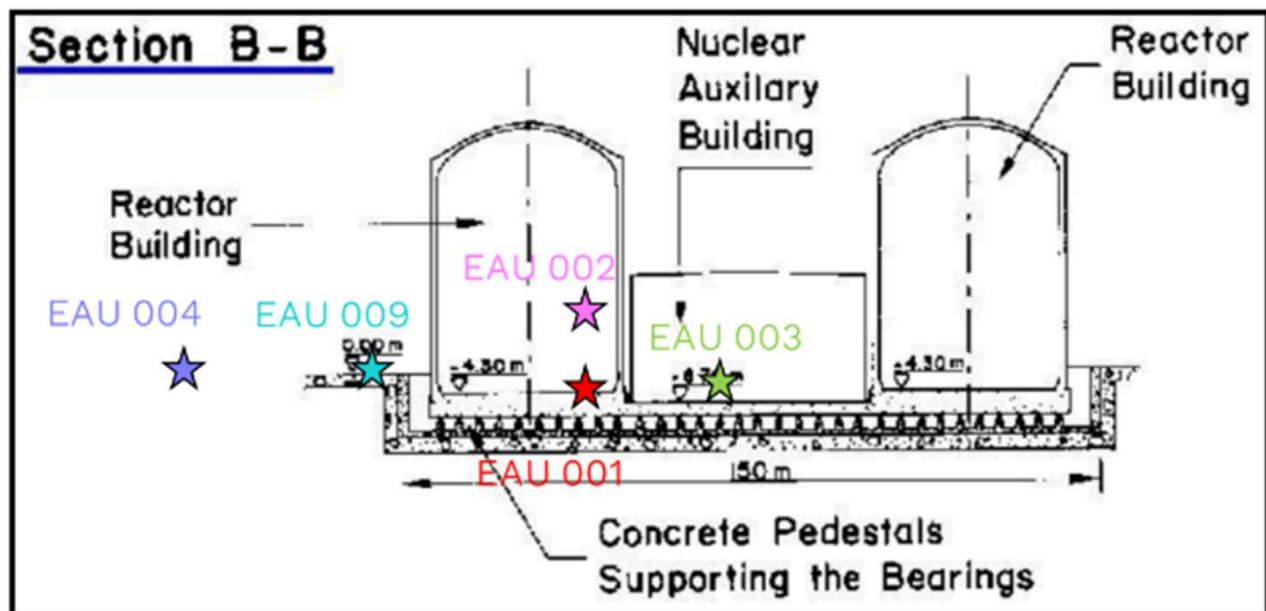 Section B-B
Nuclear
Auxilary
Building
Reactor
Building
Reactor
Building
EAU 002
EAU 004
EAU 009
EAU 003
0.00 m
-4.30 m
-4.30 m
EAU 001
150 m
Concrete Pedestals
Supporting the Bearings